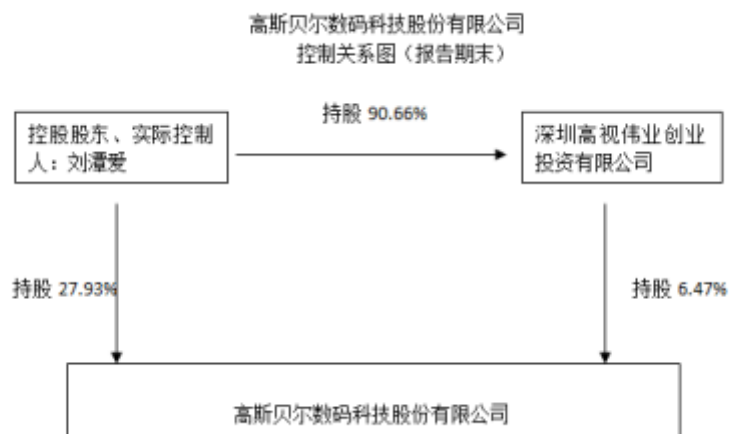 高斯贝尔数码科技股份有限公司
控制关系图（报告期末）
持股 90.66%
控股股东、实际控制
人：刘潭爱
深圳高视伟业创业
投资有限公司
持股 27.93%
持股 6.47%
高斯贝尔数码科技股份有限公司